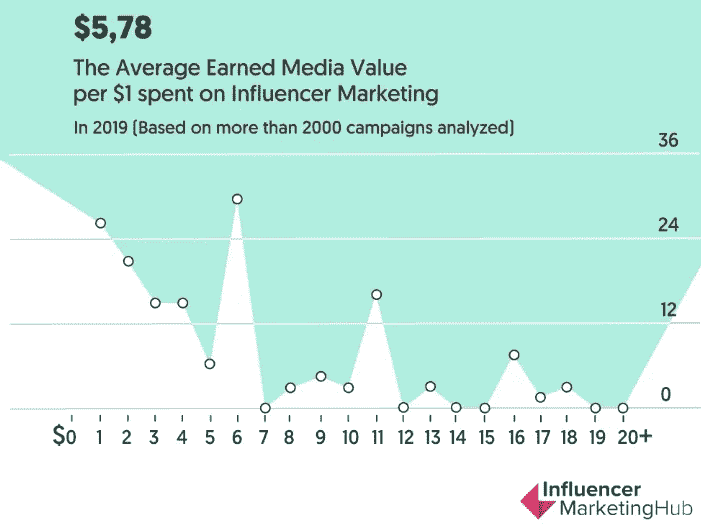 $5,78
The Average Earned Media Value
per $1 spent on Influencer Marketing
In 2019 (Based on more than 2000 campaigns analyzed)
36
24
12
0
$0 1 2 3 4 5 6 7 8 9 10 11 12 13 14 15 16 17 18 19 20+
Influencer
MarketingHub